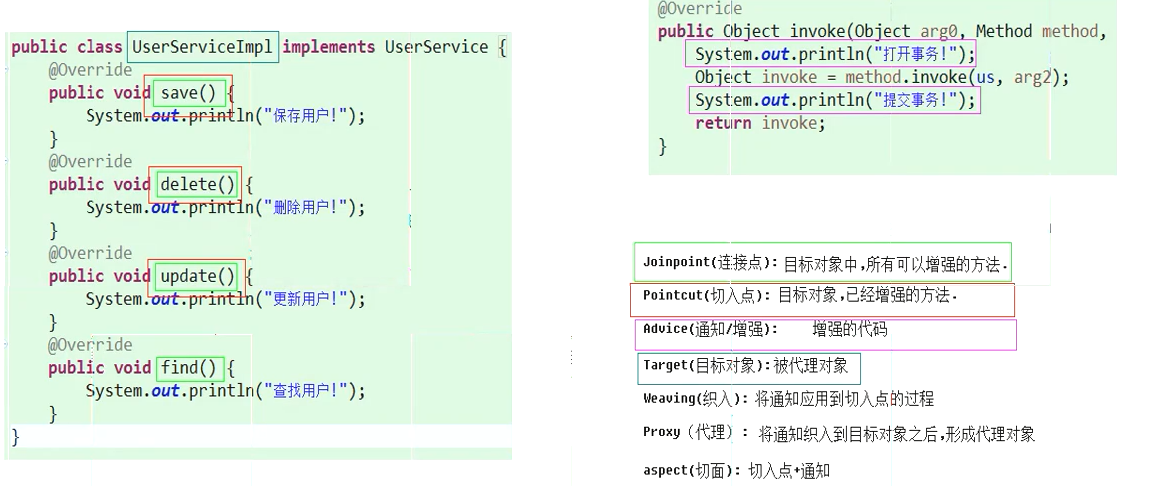 public class UserServiceImpl implements UserService {
@Override
public void save() {
System.out.println("保存用户!");
}
@Override
public void delete() {
System.out.println("删除用户!");
}
@Override
public void update() {
System.out.println("更新用户!");
}
@Override
public void find() {
System.out.println("查找用户!");
}
}
@Override
public Object invoke(Object arg0, Method method,
System.out.println("打开事务!");
Object invoke = method.invoke(us, arg2);
System.out.println("提交事务!");
return invoke;
}
Joinpoint(连接点): 目标对象中,所有可以增强的方法.
Pointcut(切入点): 目标对象,已经增强的方法.
Advice(通知/增强): 增强的代码
Target(目标对象):被代理对象
Weaving(织入): 将通知应用到切入点的过程
Proxy（代理）: 将通知织入到目标对象之后,形成代理对象
aspect(切面): 切入点+通知